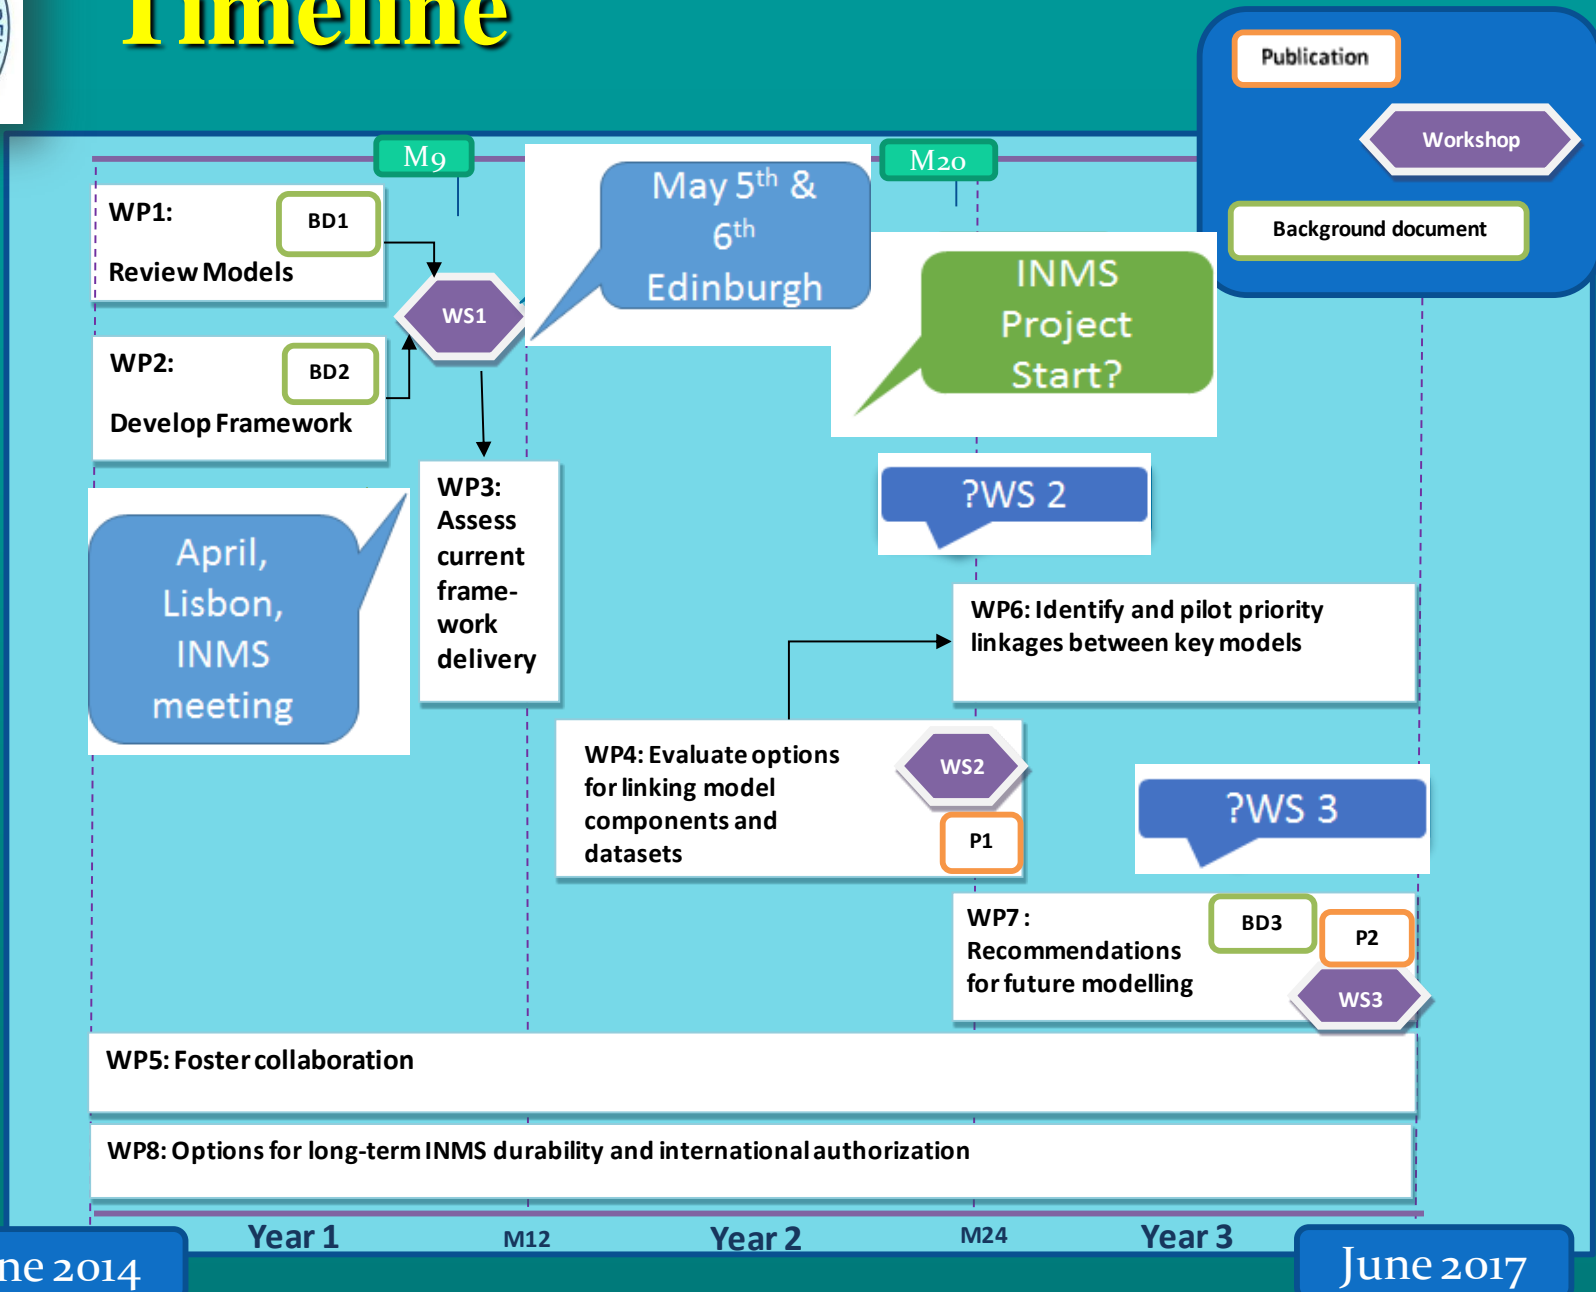 Timeline
Publication
Workshop
Background document
M9
M20
WP1:
BD1
Review Models
WS1
May 5th &
6th
Edinburgh
INMS
Project
Start?
WP2:
BD2
Develop Framework
?WS 2
WP3:
Assess
current
frame-
work
delivery
April,
Lisbon,
INMS
meeting
WP6: Identify and pilot priority
linkages between key models
WP4: Evaluate options
for linking model
components and
datasets
WS2
P1
?WS 3
WP7 :
Recommendations
for future modelling
BD3
P2
WS3
WP5: Foster collaboration
WP8: Options for long-term INMS durability and international authorization
Year 1
M12
Year 2
M24
Year 3
ne 2014
June 2017